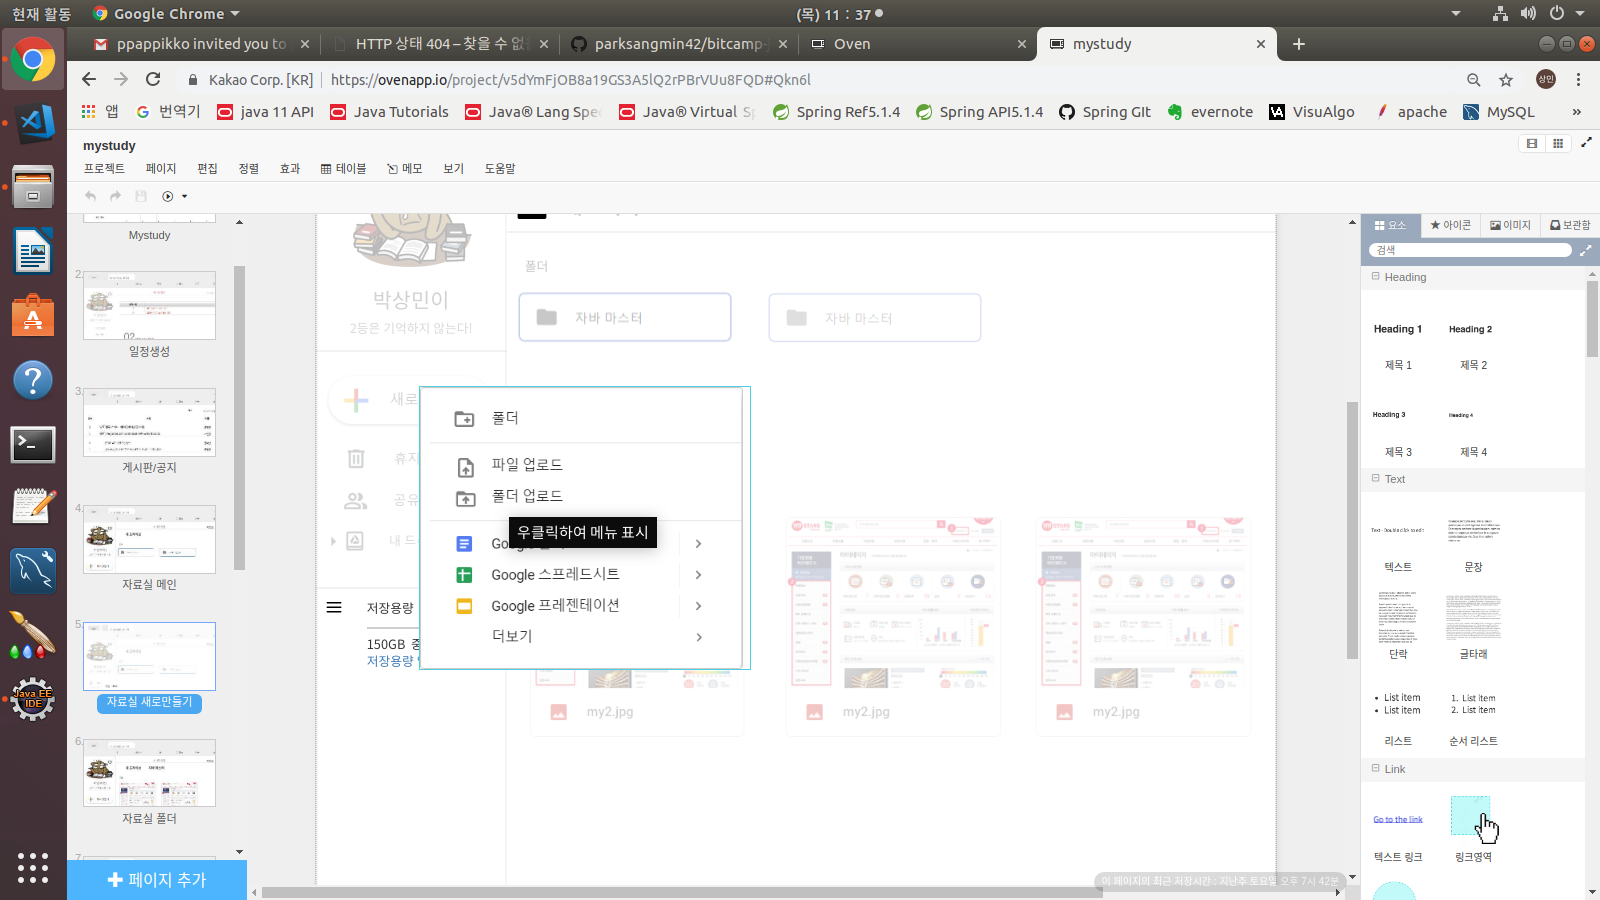 현재 활동
Google Chrome
(목) 11 : 37
ppappikko invited you to
HTTP 상태 404 – 찾을 수 없
parksangmin42/bitcamp-
Oven
mystudy
Kakao Corp. [KR]
https://ovenapp.io/project/v5dYmFjOB8a19GS3A5lQ2rPBrVUu8FQD#Qkn6l
앱
번역기
java 11 API
Java Tutorials
Java® Lang Spe
Java® Virtual S
Spring Ref5.1.4
Spring API5.1.4
Spring GIt
evernote
VisuAlgo
apache
MySQL
»
mystudy
프로젝트
페이지
편집
정렬
효과
테이블
메모
보기
도움말
Mystudy
2.
일정생성
3.
게시판/공지
4.
자료실 메인
5.
자료실 새로만들기
6.
자료실 폴더
7.
페이지 추가
박상민이
2등은 기억하지 않는다!
새로
휴지
공유
내 드
저장용량
150GB 중
저장용량
폴더
자바 마스터
자바 마스터
폴더
파일 업로드
폴더 업로드
우클릭하여 메뉴 표시
Google 스프레드시트
Google 프레젠테이션
더보기
my2.jpg
my2.jpg
my2.jpg
이 페이지의 최근 저장시간 : 지난주 토요일 오후 7시 42분
요소
아이콘
이미지
보관함
검색
Heading
Heading 1
Heading 2
제목 1
제목 2
Heading 3
Heading 4
제목 3
제목 4
Text
Text - Double click to edit
텍스트
문장
단락
글타래
List item
List item
1. List item
2. List item
리스트
순서 리스트
Link
Go to the link
텍스트 링크
링크영역
Java EE
IDE